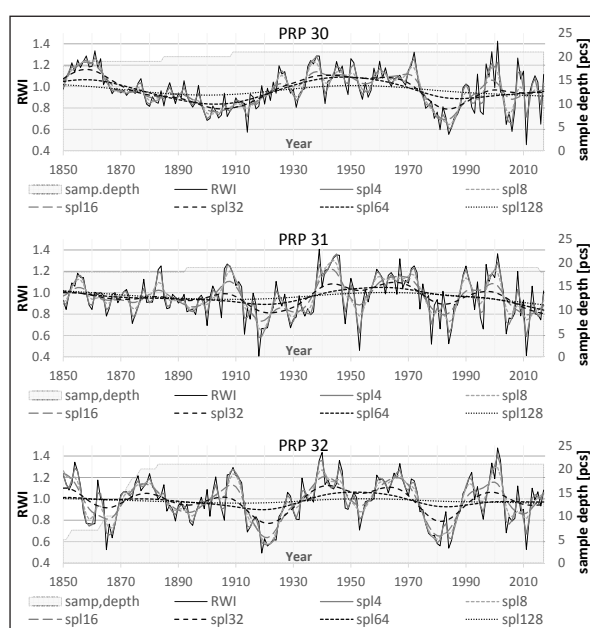 PRP 30
1.4
1.2
1.0
0.8
0.6
0.4
RWI
25
20
15
10
5
0
sample depth [pcs]
Year
1850 1870 1890 1910 1930 1950 1970 1990 2010
samp,depth RWI spl4 spl8
spl16 spl32 spl64 spl128
PRP 31
1.4
1.2
1.0
0.8
0.6
0.4
RWI
25
20
15
10
5
0
sample depth [pcs]
Year
1850 1870 1890 1910 1930 1950 1970 1990 2010
samp,depth RWI spl4 spl8
spl16 spl32 spl64 spl128
PRP 32
1.4
1.2
1.0
0.8
0.6
0.4
RWI
25
20
15
10
5
0
sample depth [pcs]
Year
1850 1870 1890 1910 1930 1950 1970 1990 2010
samp,depth RWI spl4 spl8
spl16 spl32 spl64 spl128